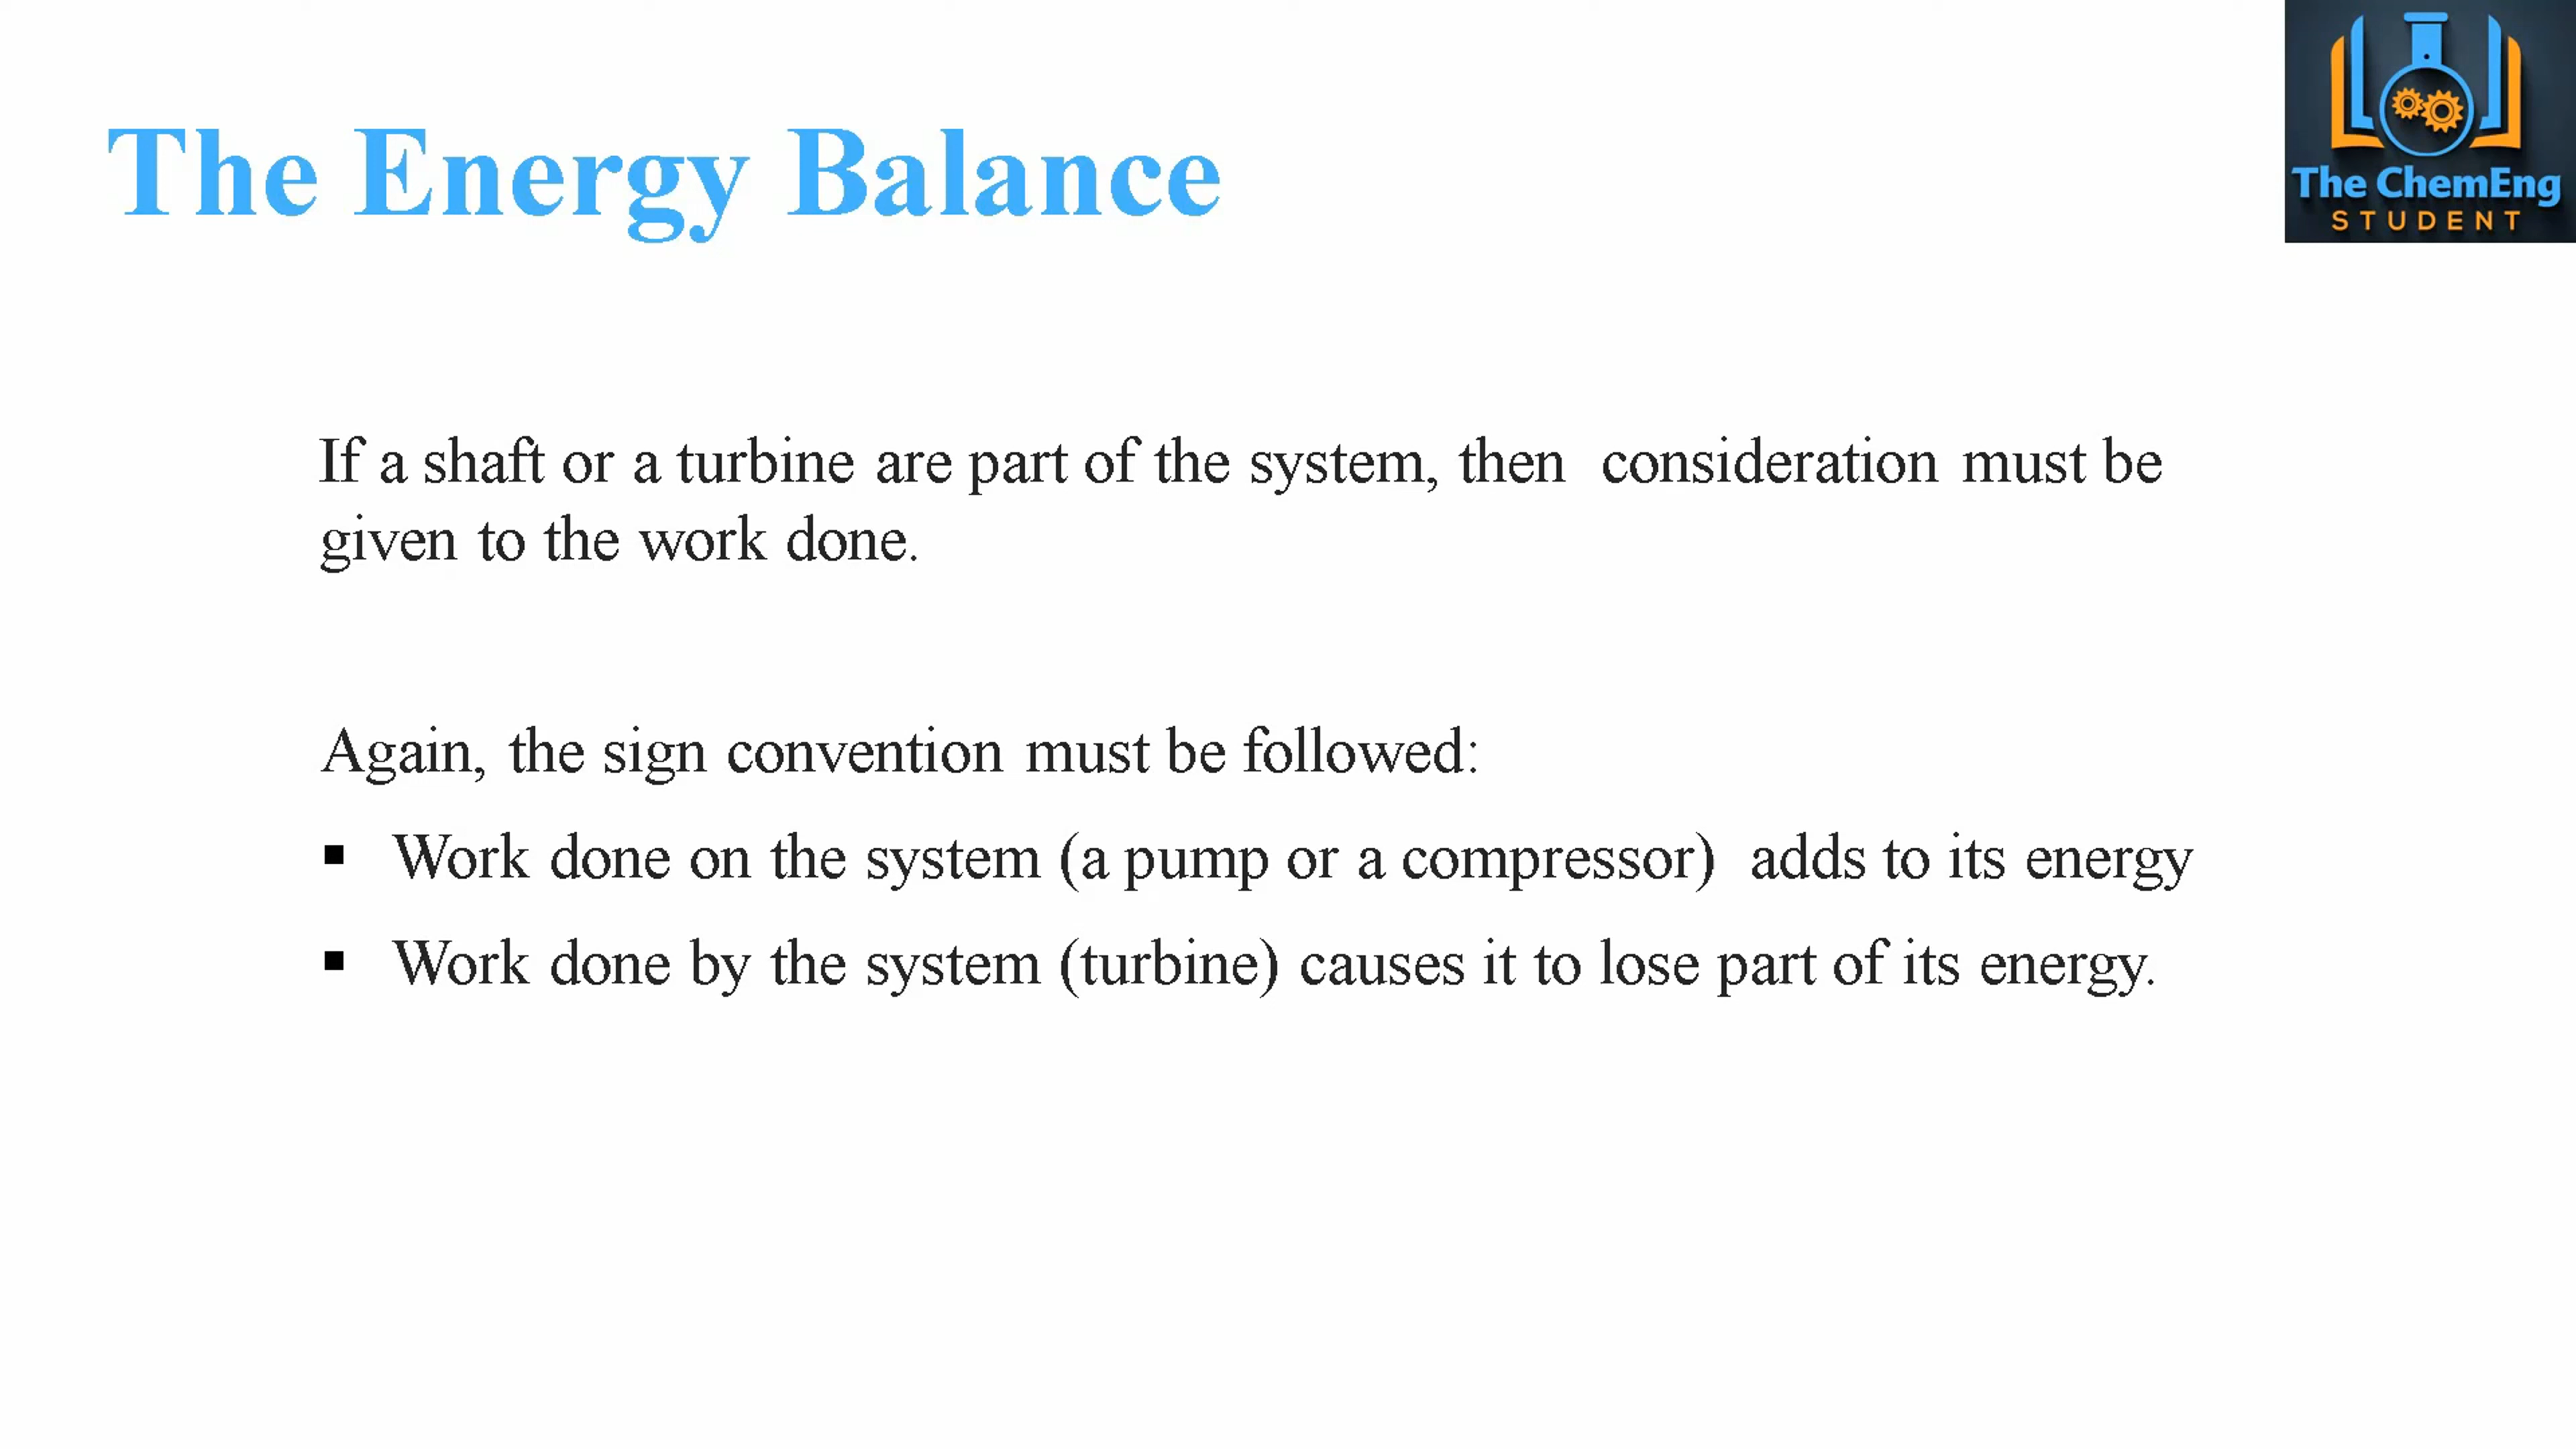 The Energy Balance
The ChemEng
STUDENT
If a shaft or a turbine are part of the system, then consideration must be
given to the work done.
Again, the sign convention must be followed:
▪ Work done on the system (a pump or a compressor) adds to its energy
▪ Work done by the system (turbine) causes it to lose part of its energy.